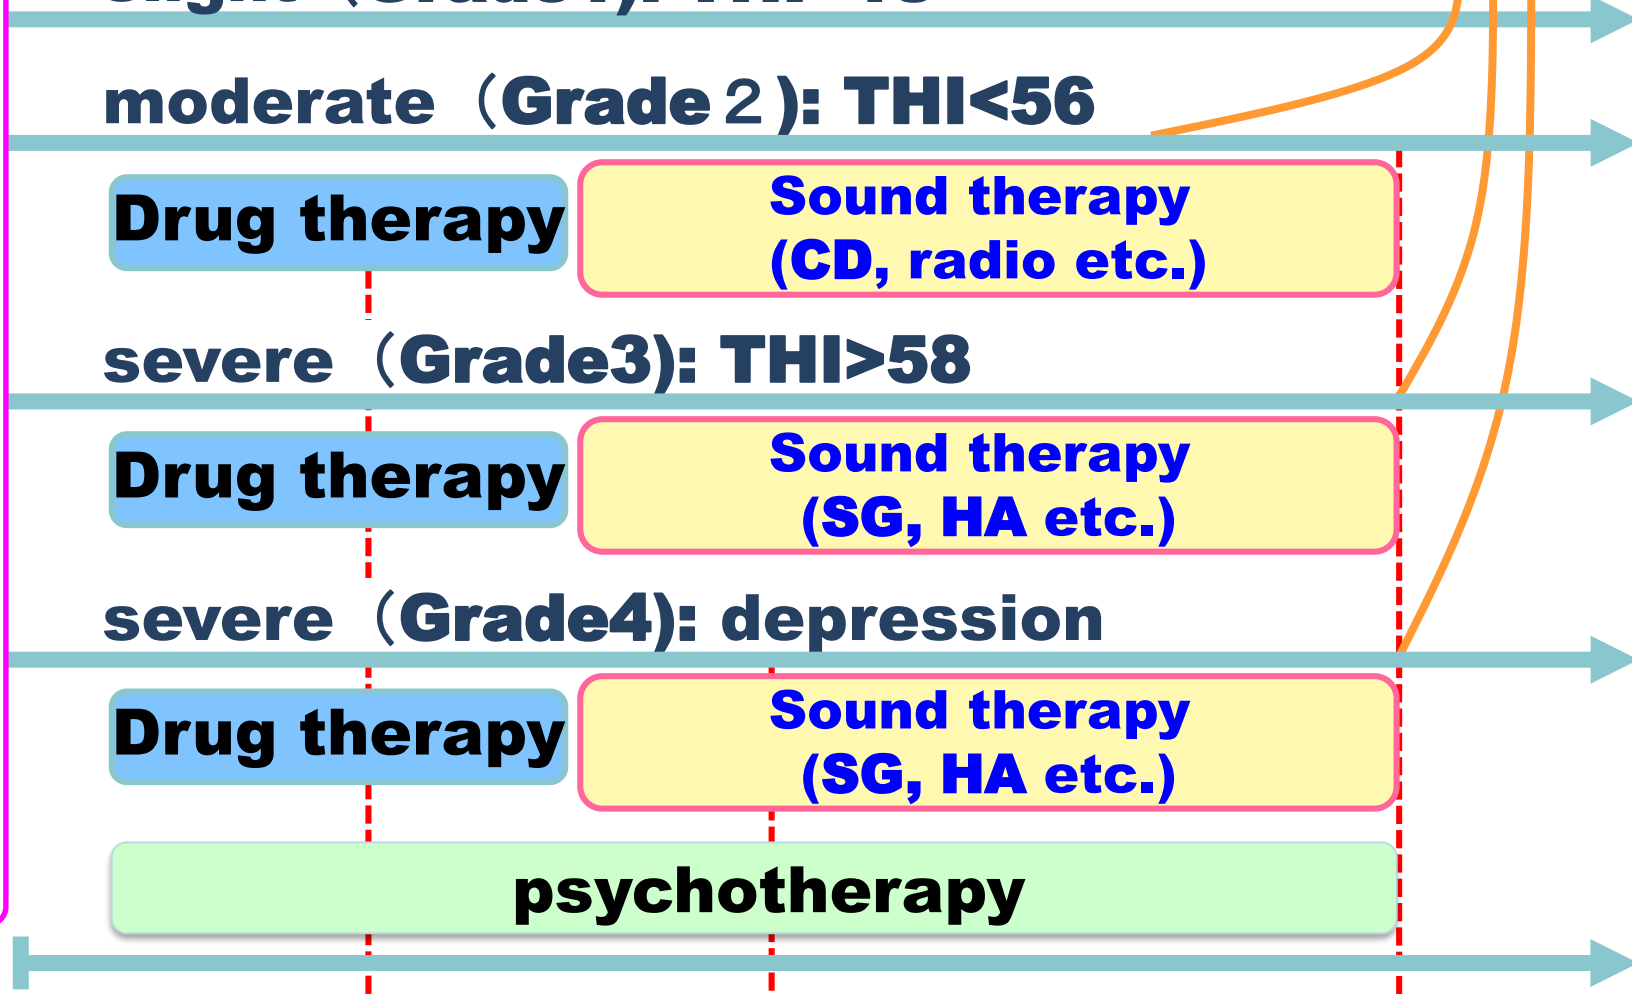 moderate（Grade２): THI<56
Drug therapy
Sound therapy
(CD, radio etc.)
severe（Grade3): THI>58
Drug therapy
Sound therapy
(SG, HA etc.)
severe（Grade4): depression
Drug therapy
Sound therapy
(SG, HA etc.)
psychotherapy